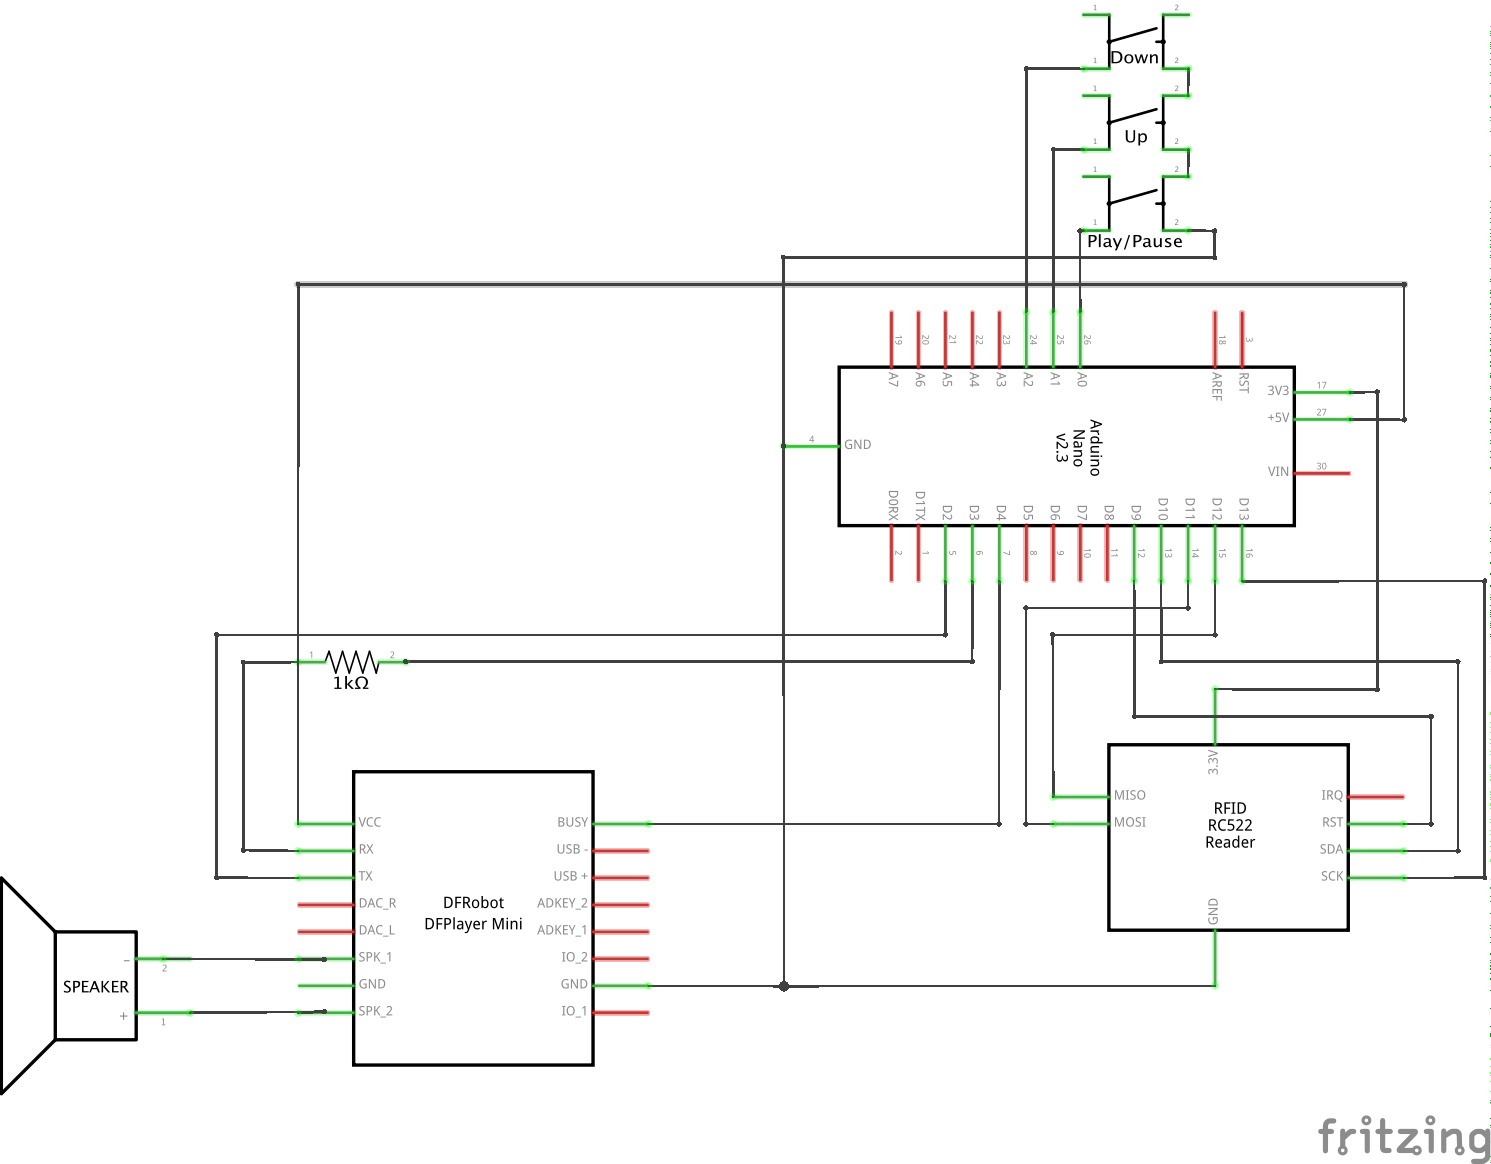 1 2
Down
1 2
1 2
Up
1 2
1 2
1 2
Play/Pause
19 20 21 22 23 24 25 26 18 3
A7 A6 A5 A4 A3 A2 A1 A0 AREF RST
3V3 17
+5V 27
4 GND
Arduino
Nano
v2.3
VIN 30
D0RX D1TX D2 D3 D4 D5 D6 D7 D8 D9 D10 D11 D12 D13
2 1 5 6 7 8 9 10 11 12 13 14 15 16
1 2
1kΩ
3.3V
MISO IRQ
MOSI RST
SDA
SCK
RFID
RC522
Reader
GND
VCC BUSY
RX USB -
TX USB +
DAC_R ADKEY_2
DAC_L ADKEY_1
SPK_1 IO_2
GND GND
SPK_2 IO_1
DFRobot
DFPlayer Mini
–
2
SPEAKER
+
1
fritzing